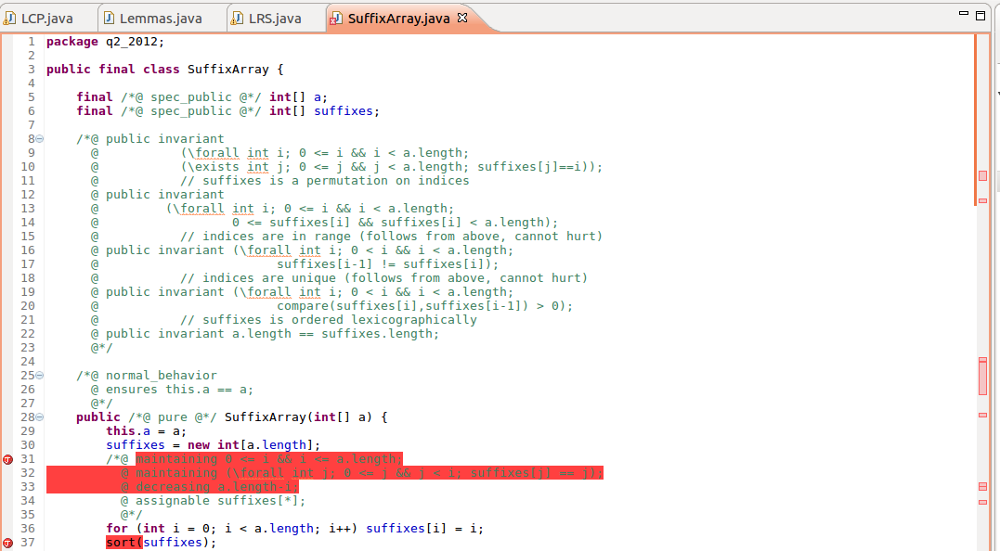 LCP.java Lemmas.java LRS.java SuffixArray.java
1 package q2_2012;
2
3 public final class SuffixArray {
4
5     final /*@ spec_public @*/ int[] a;
6     final /*@ spec_public @*/ int[] suffixes;
7
8     /*@ public invariant
9       @           (\forall int i; 0 <= i && i < a.length;
10       @           (\exists int j; 0 <= j && j < a.length; suffixes[j]==i));
11       @           // suffixes is a permutation on indices
12       @ public invariant
13       @         (\forall int i; 0 <= i && i < a.length;
14       @                  0 <= suffixes[i] && suffixes[i] < a.length);
15       @           // indices are in range (follows from above, cannot hurt)
16       @ public invariant (\forall int i; 0 < i && i < a.length;
17       @                        suffixes[i-1] != suffixes[i]);
18       @           // indices are unique (follows from above, cannot hurt)
19       @ public invariant (\forall int i; 0 < i && i < a.length;
20       @                        compare(suffixes[i],suffixes[i-1]) > 0);
21       @           // suffixes is ordered lexicographically
22       @ public invariant a.length == suffixes.length;
23       @*/
24
25     /*@ normal_behavior
26       @ ensures this.a == a;
27       @*/
28     public /*@ pure @*/ SuffixArray(int[] a) {
29         this.a = a;
30         suffixes = new int[a.length];
31         /*@ maintaining 0 <= i && i <= a.length;
32           @ maintaining (\forall int j; 0 <= j && j < i; suffixes[j] == j);
33           @ decreasing a.length-i;
34           @ assignable suffixes[*];
35           @*/
36         for (int i = 0; i < a.length; i++) suffixes[i] = i;
37         sort(suffixes);